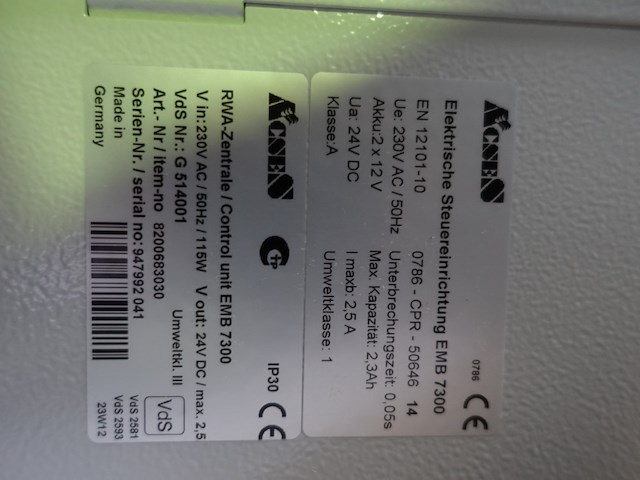 ACSES CE
0786
Elektrische Steuereinrichtung EMB 7300
EN 12101-10 0786 - CPR - 50646 14
Ue: 230V AC / 50Hz Unterbrechungszeit: 0,05s
Akku:2 x 12 V Max. Kapazität: 2,3Ah
Ua: 24V DC I maxb: 2,5 A
Klasse:A Umweltklasse: 1
ACSES IP30 CE
RWA-Zentrale / Control unit EMB 7300
V in:230V AC / 50Hz / 115W V out: 24V DC / max. 2,5
VdS Nr.: G 514001 Umweltkl. III
Art.- Nr / item-no 8200683030 VdS
Serien-Nr. / serial no:947992 041
Made in
Germany
VdS 2581
VdS 2593
23W12